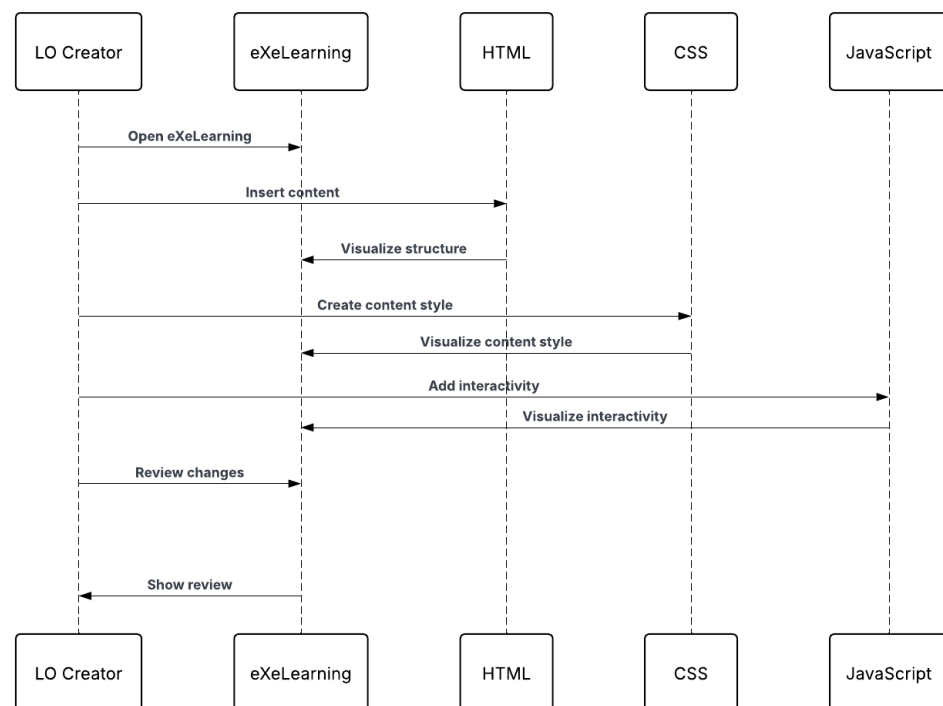 LO Creator
eXeLearning
HTML
CSS
JavaScript
Open eXeLearning
Insert content
Visualize structure
Create content style
Visualize content style
Add interactivity
Visualize interactivity
Review changes
Show review
LO Creator
eXeLearning
HTML
CSS
JavaScript